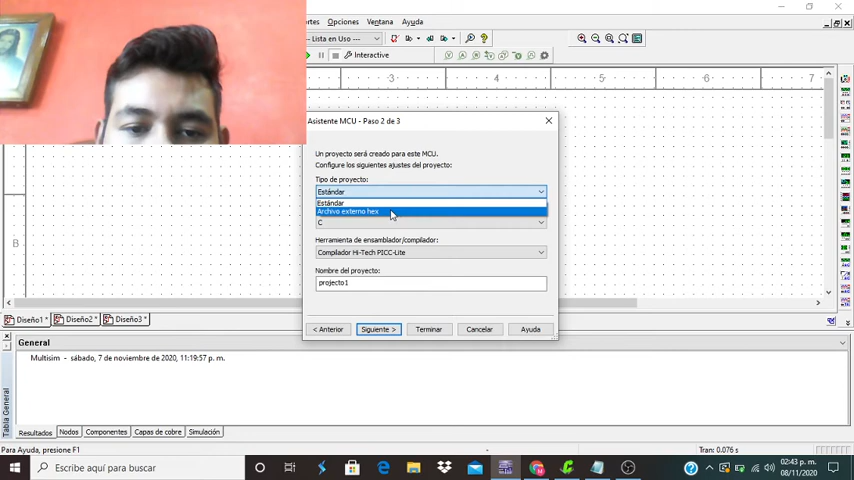 rtes Opciones Ventana Ayuda
- Lista en Uso -
Interactive
3
5
6
7
B
Asistente MCU - Paso 2 de 3
Un proyecto será creado para este MCU.
Configure los siguientes ajustes del proyecto:
Tipo de proyecto:
Estándar
Estándar
Archivo externo hex
C
Herramienta de ensamblador/compilador:
Compilador Hi-Tech PICC-Lite
Nombre del proyecto:
projecto1
< Anterior
Siguiente >
Terminar
Cancelar
Ayuda
Diseño1 *
Diseño2 *
Diseño3 *
General
Multisim - sábado, 7 de noviembre de 2020, 11:19:57 p. m.
Tabla General
Resultados Nodos Componentes Capas de cobre Simulación
Para Ayuda, presione F1
Tran: 0.076 s
Escribe aquí para buscar
02:43 p. m.
08/11/2020